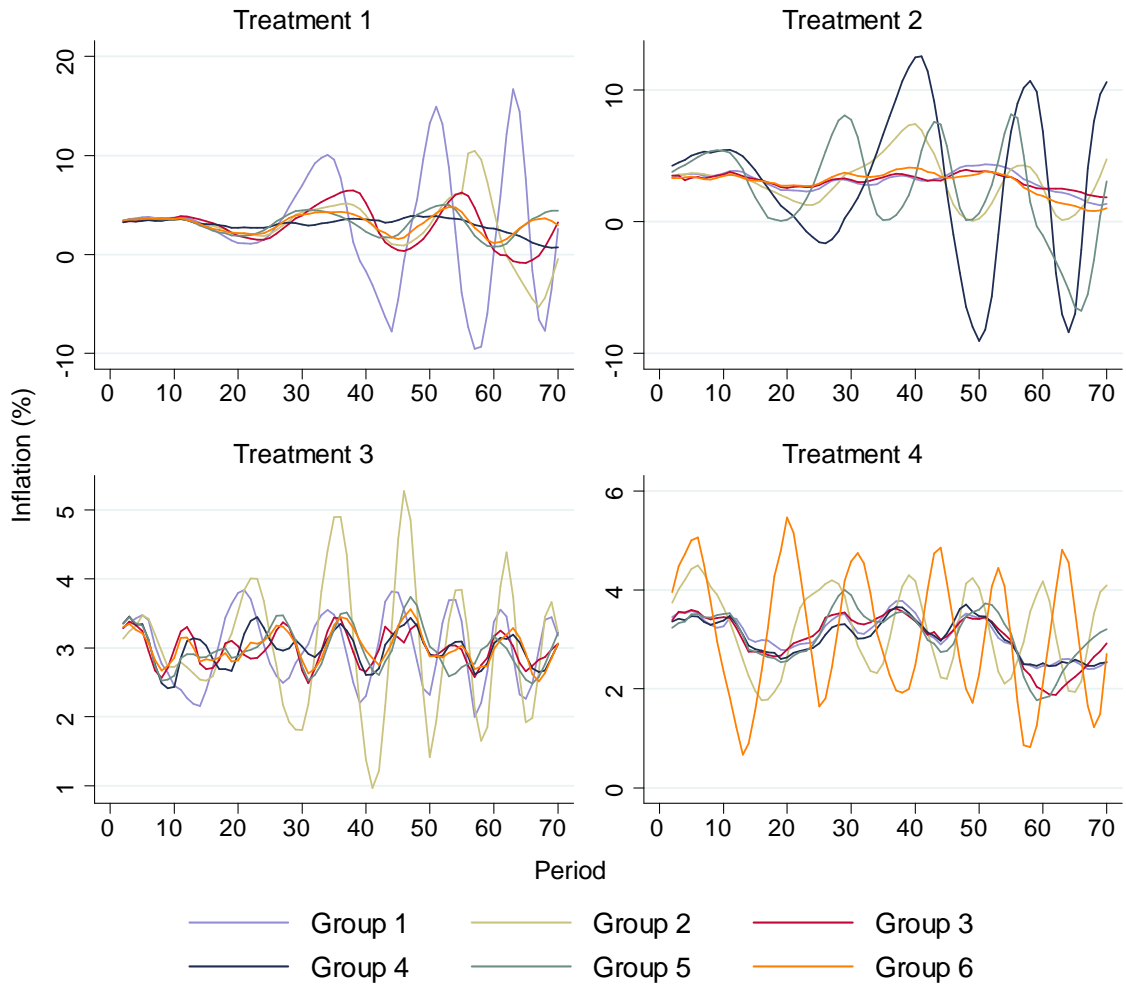 Treatment 1
Treatment 2
20
10
0
-10
0 10 20 30 40 50 60 70
10
0
-10
0 10 20 30 40 50 60 70
Treatment 3
Treatment 4
5
4
3
2
1
0 10 20 30 40 50 60 70
6
4
2
0
0 10 20 30 40 50 60 70
Inflation (%)
Period
Group 1 Group 2 Group 3
Group 4 Group 5 Group 6